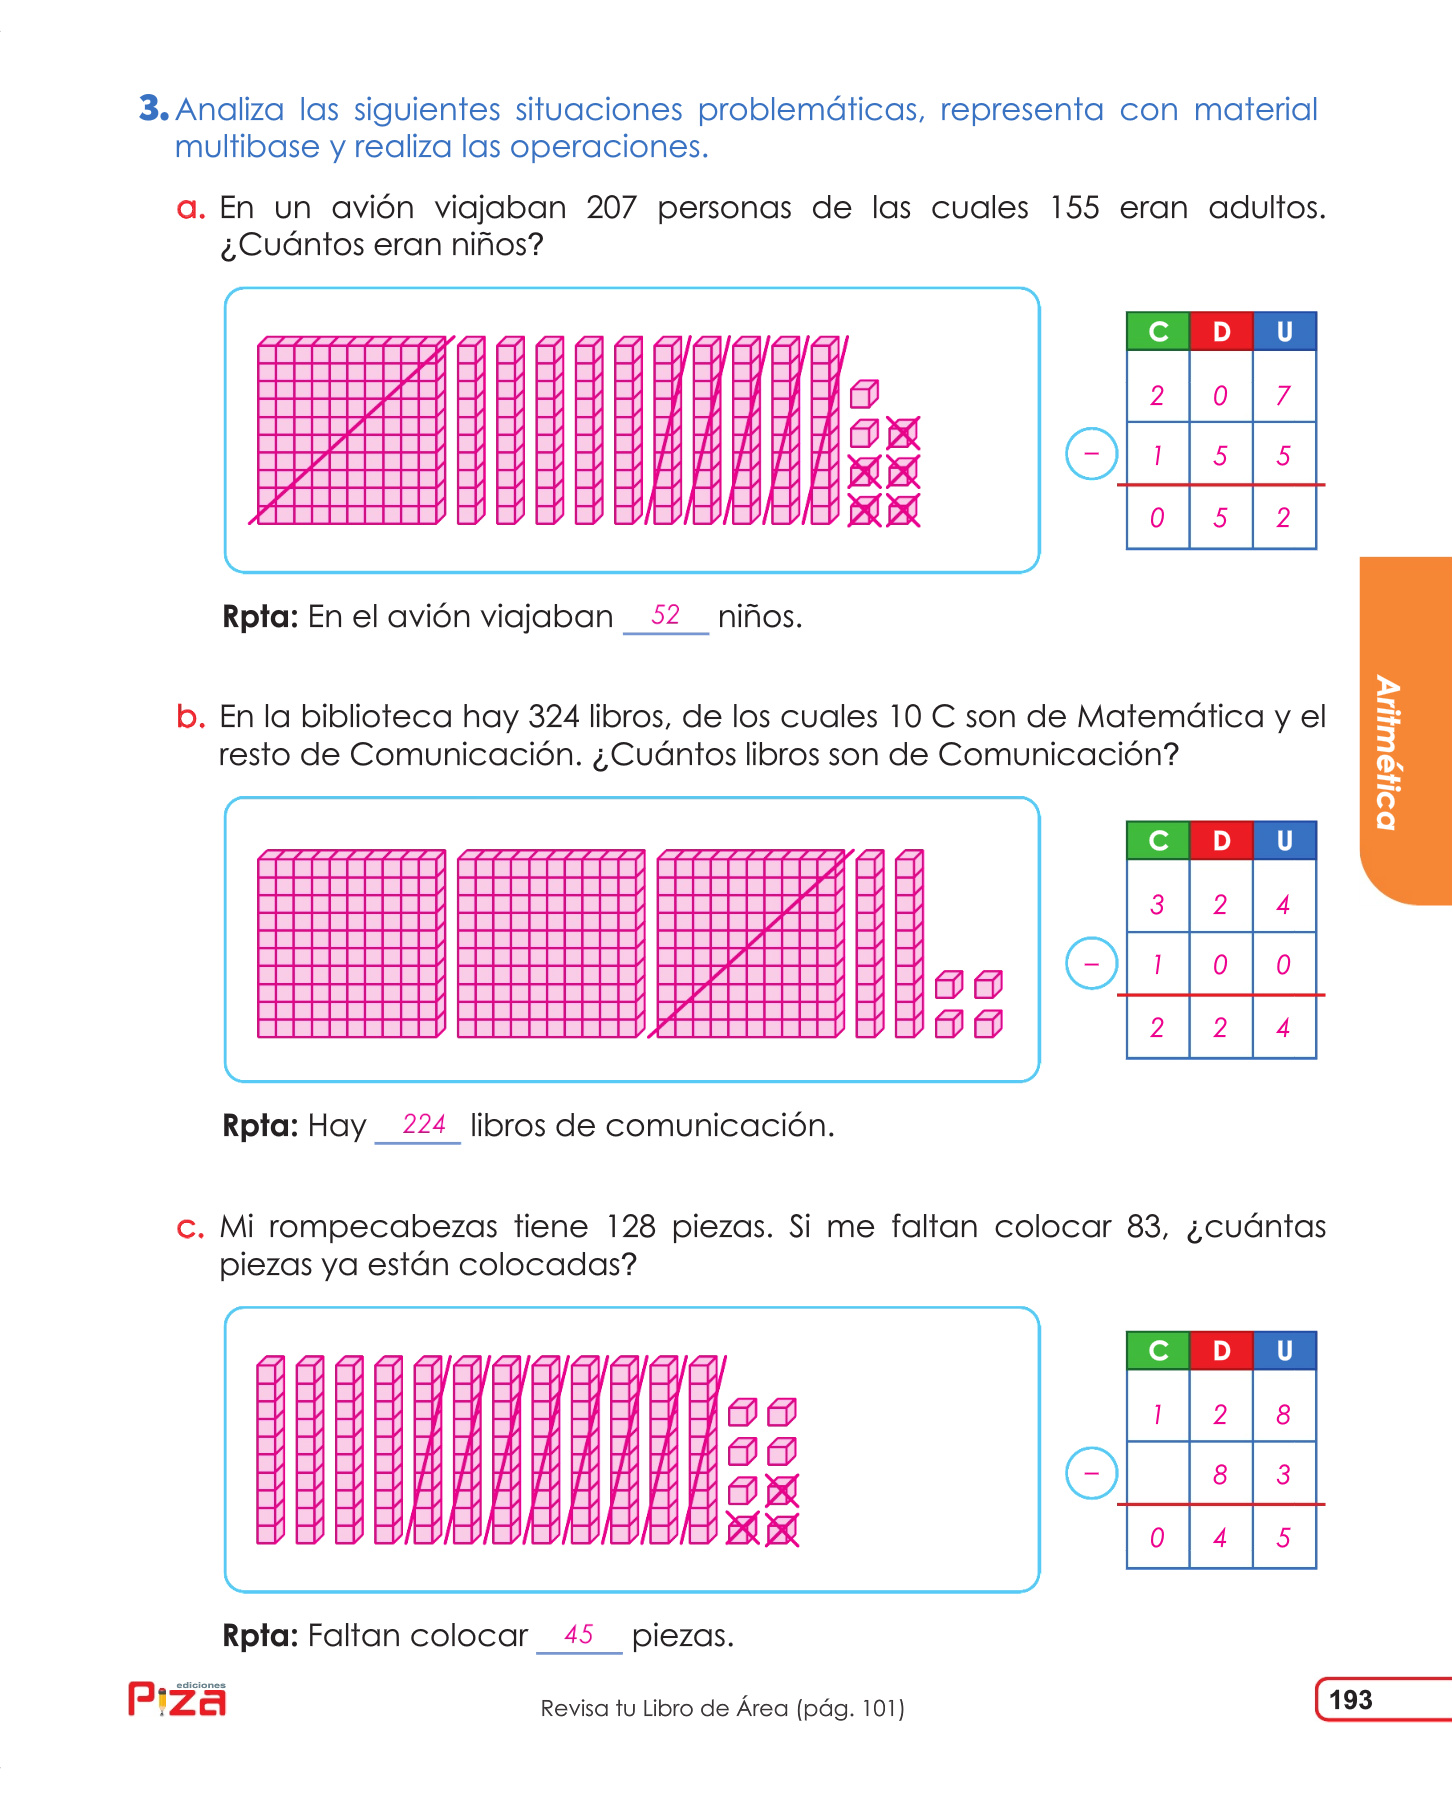 3. Analiza las siguientes situaciones problemáticas, representa con material
multibase y realiza las operaciones.
a. En un avión viajaban 207 personas de las cuales 155 eran adultos.
¿Cuántos eran niños?
C D U
2 0 7
− 1 5 5
0 5 2
Rpta: En el avión viajaban 52 niños.
b. En la biblioteca hay 324 libros, de los cuales 10 C son de Matemática y el
resto de Comunicación. ¿Cuántos libros son de Comunicación?
C D U
3 2 4
− 1 0 0
2 2 4
Rpta: Hay 224 libros de comunicación.
Aritmética
c. Mi rompecabezas tiene 128 piezas. Si me faltan colocar 83, ¿cuántas
piezas ya están colocadas?
C D U
1 2 8
− 8 3
0 4 5
Rpta: Faltan colocar 45 piezas.
ediciones
Piza
Revisa tu Libro de Área (pág. 101)
193